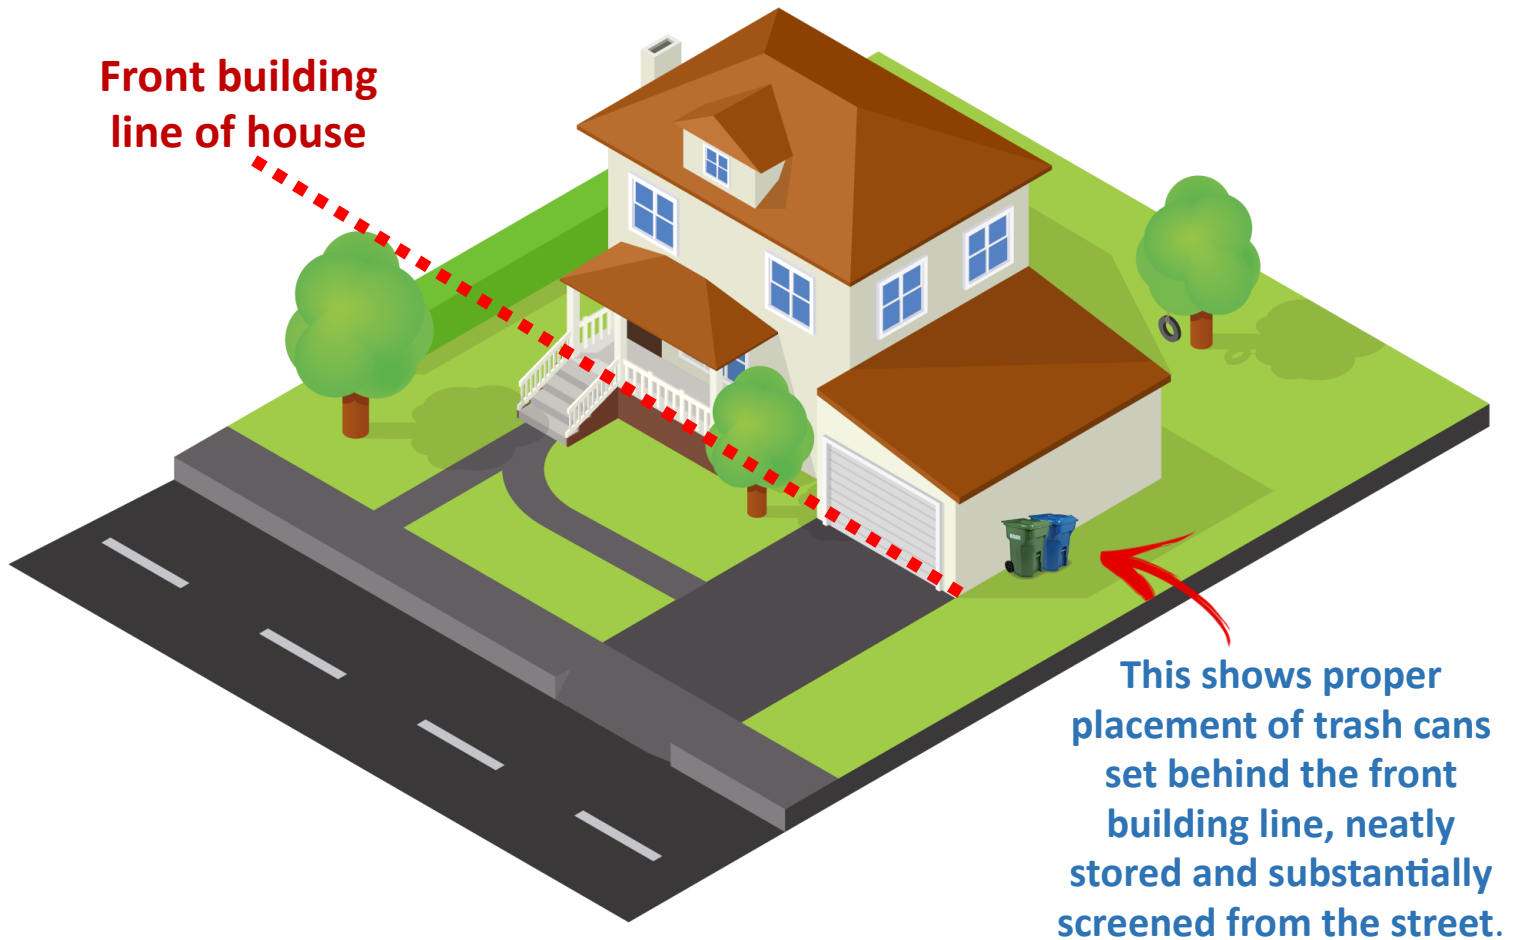 Front building
line of house
This shows proper
placement of trash cans
set behind the front
building line, neatly
stored and substantially
screened from the street.